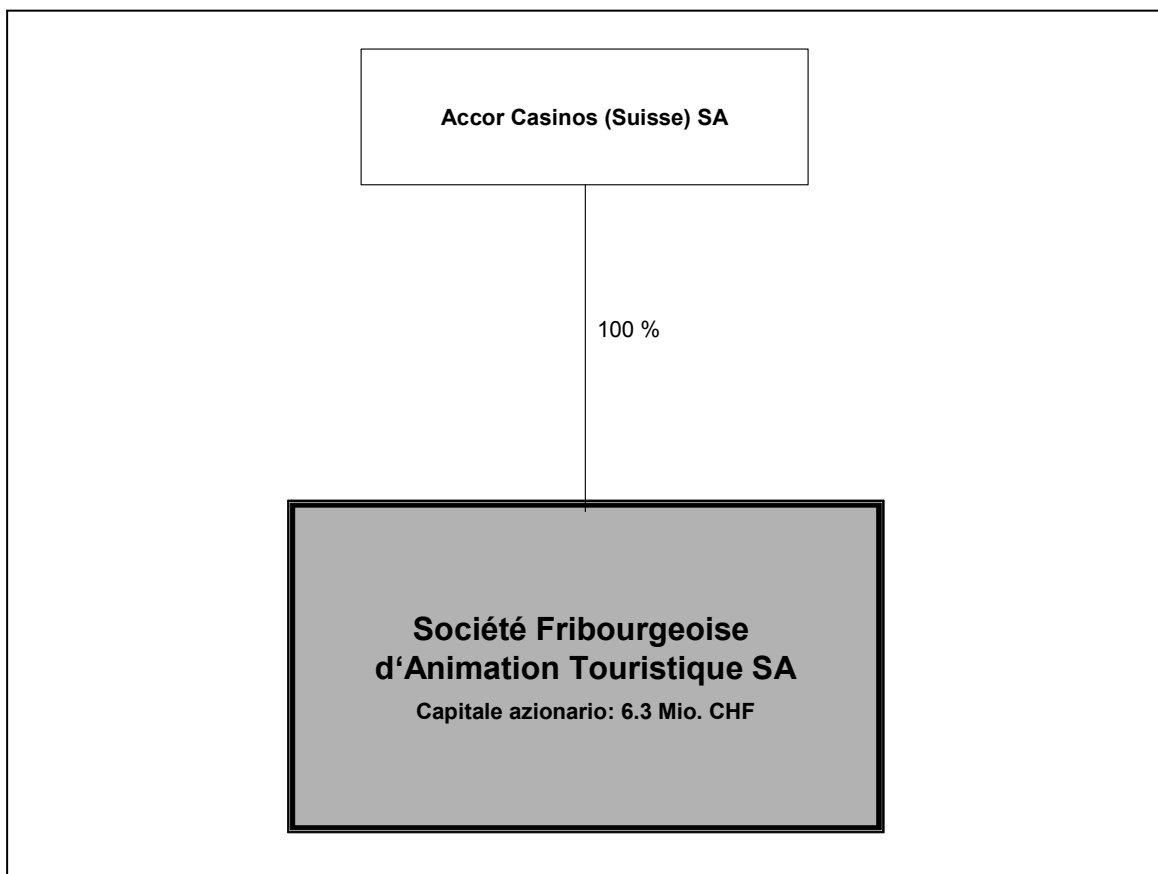 Accor Casinos (Suisse) SA
100 %
Société Fribourgeoise
d‘Animation Touristique SA
Capitale azionario: 6.3 Mio. CHF